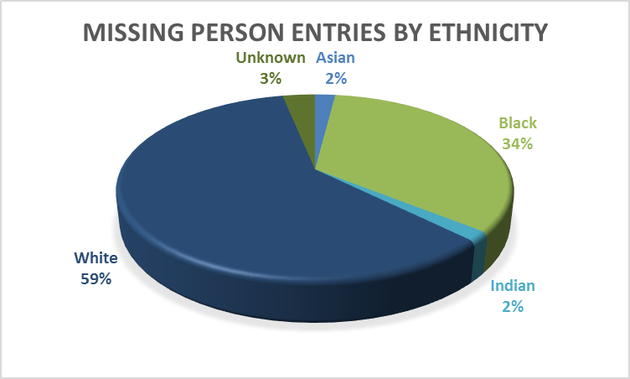 MISSING PERSON ENTRIES BY ETHNICITY
Unknown
3%
Asian
2%
Black
34%
Indian
2%
White
59%